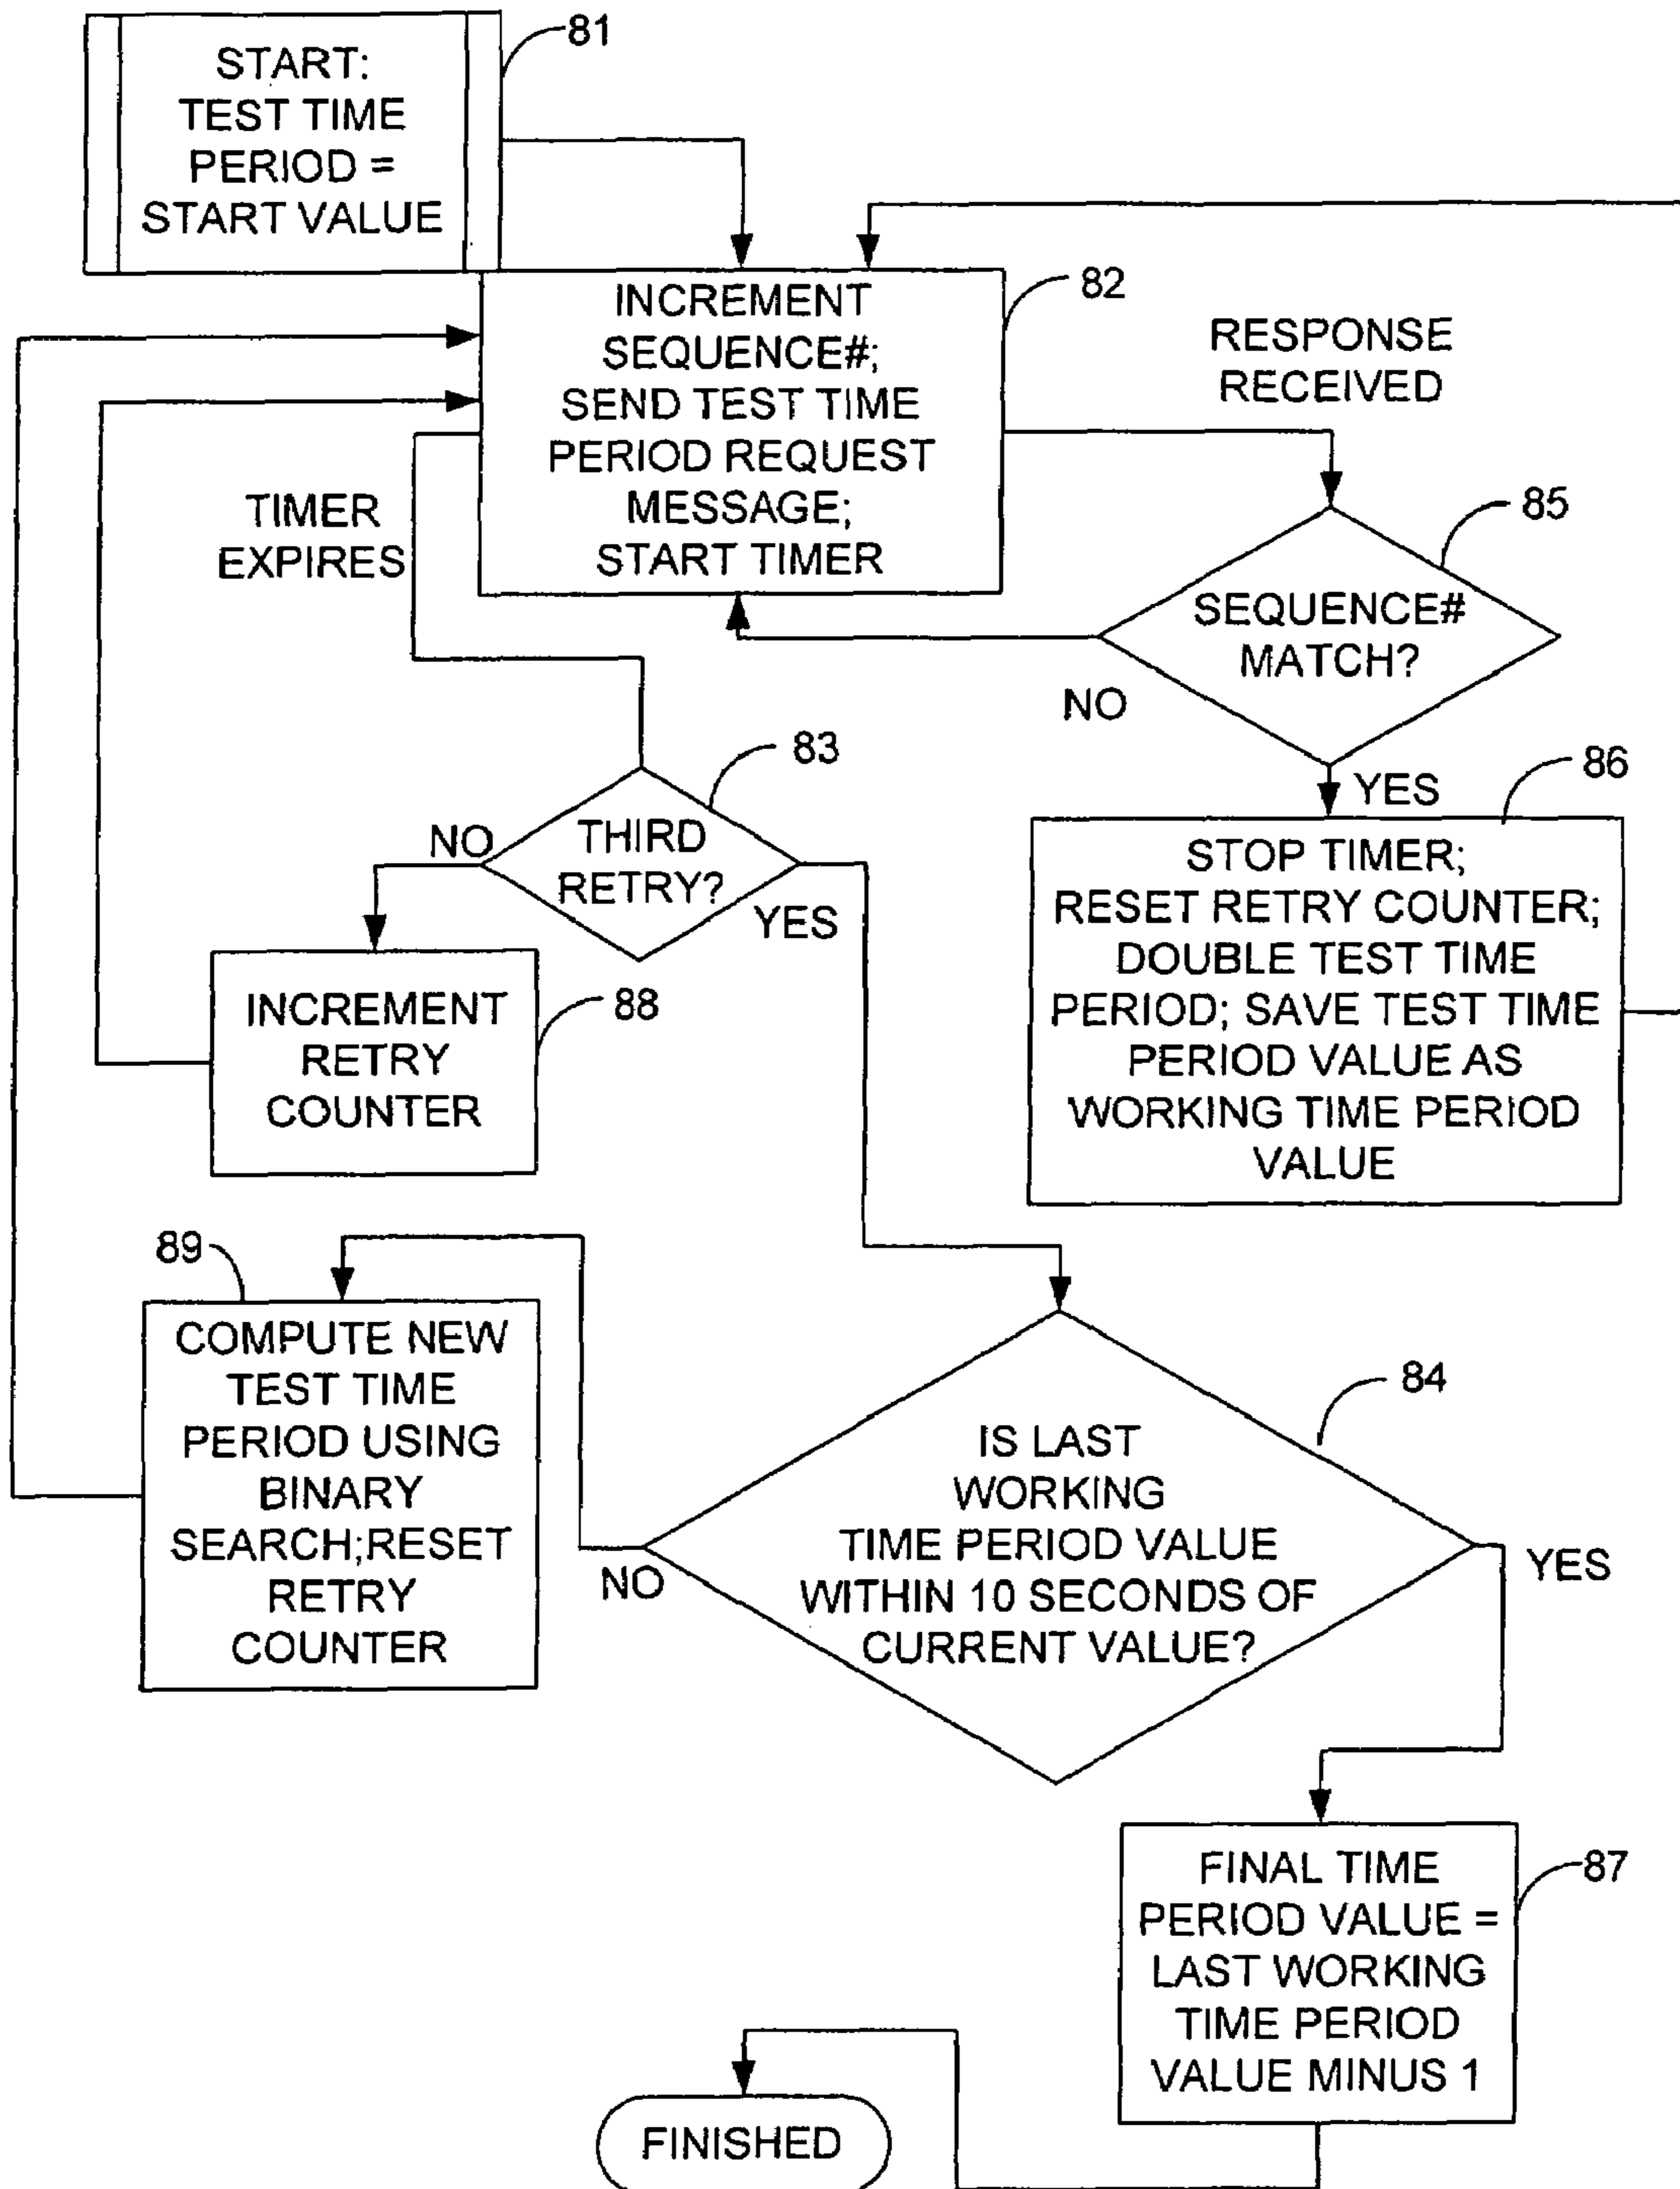 START:
TEST TIME
PERIOD =
START VALUE
81
INCREMENT
SEQUENCE#;
SEND TEST TIME
PERIOD REQUEST
MESSAGE;
START TIMER
82
RESPONSE
RECEIVED
TIMER
EXPIRES
85
SEQUENCE#
MATCH?
NO
YES
83
THIRD
RETRY?
NO
YES
86
STOP TIMER;
RESET RETRY COUNTER;
DOUBLE TEST TIME
PERIOD; SAVE TEST TIME
PERIOD VALUE AS
WORKING TIME PERIOD
VALUE
INCREMENT
RETRY
COUNTER
88
89
COMPUTE NEW
TEST TIME
PERIOD USING
BINARY
SEARCH;RESET
RETRY
COUNTER
84
IS LAST
WORKING
TIME PERIOD VALUE
WITHIN 10 SECONDS OF
CURRENT VALUE?
NO
YES
FINAL TIME
PERIOD VALUE =
LAST WORKING
TIME PERIOD
VALUE MINUS 1
87
FINISHED